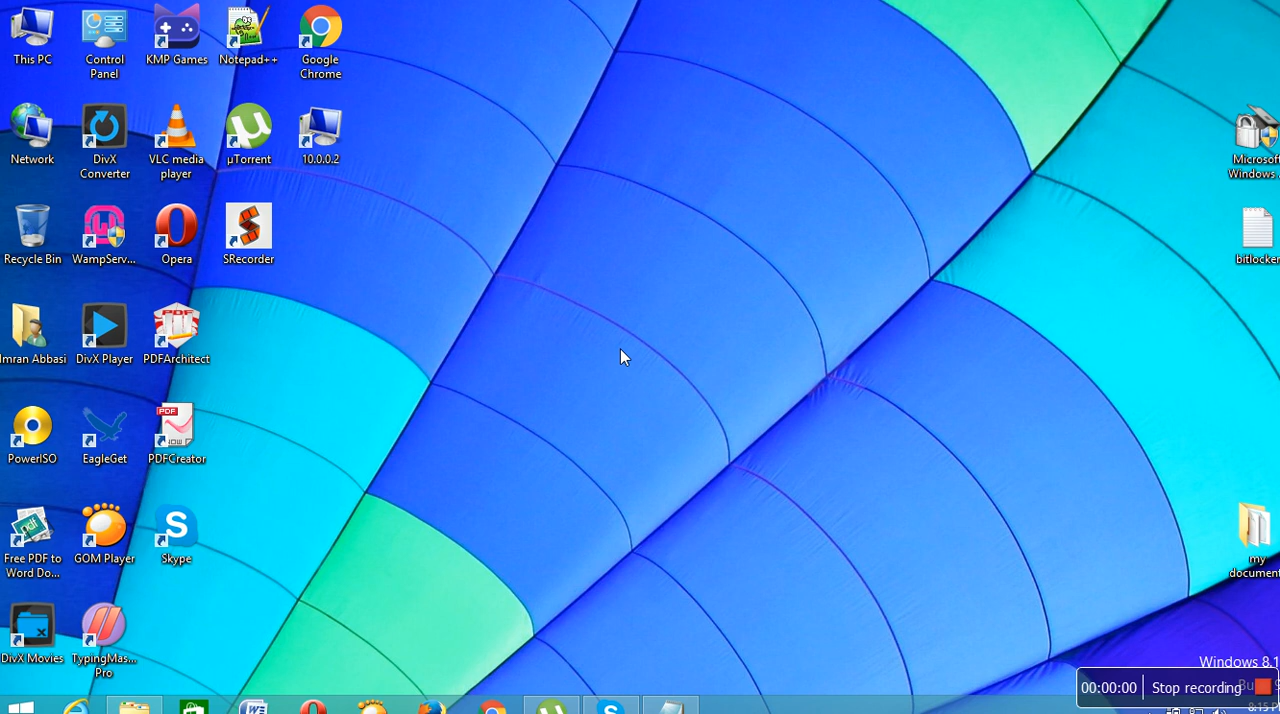 This PC
Control
Panel
KMP Games
Notepad++
Google
Chrome
Network
DivX
Converter
VLC media
player
µTorrent
10.0.0.2
Microsoft
Windows
Recycle Bin
WampServ...
Opera
SRecorder
bitlocker
Imran Abbasi
DivX Player
PDFArchitect
PowerISO
EagleGet
PDFCreator
Free PDF to
Word Do...
GOM Player
Skype
my
document
DivX Movies
TypingMas...
Pro
Windows 8.1
00:00:00
Stop recording
8:15 P